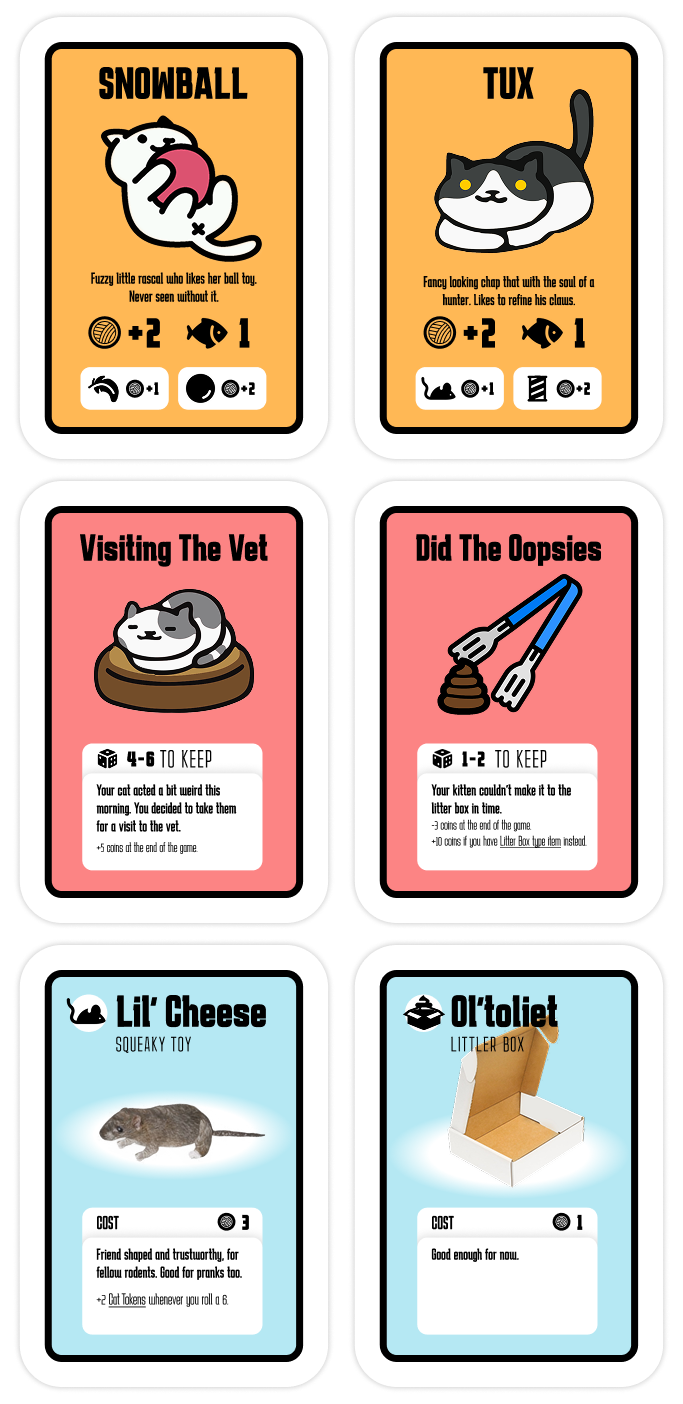 SNOWBALL
Fuzzy little rascal who likes her ball toy.
Never seen without it.
+2 1
+1 +2
TUX
Fancy looking chap that with the soul of a
hunter. Likes to refine his claws.
+2 1
+1 +2
Visiting The Vet
4-6 TO KEEP
Your cat acted a bit weird this
morning. You decided to take them
for a visit to the vet.
+5 coins at the end of the game.
Did The Oopsies
1-2 TO KEEP
Your kitten couldn't make it to the
litter box in time.
-3 coins at the end of the game.
+10 coins if you have Litter Box type item instead.
Lil' Cheese
SQUEAKY TOY
COST 3
Friend shaped and trustworthy, for
fellow rodents. Good for pranks too.
+2 Cat Tokens whenever you roll a 6.
Ol'toliet
LITTLER BOX
COST 1
Good enough for now.